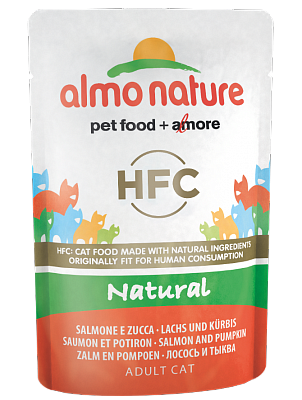 almo nature
pet food + almore
HFC
HFC: CAT FOOD MADE WITH NATURAL INGREDIENTS
ORIGINALLY FIT FOR HUMAN CONSUMPTION
Natural
SALMONE E ZUCCA - LACHS UND KÜRBIS
SAUMON ET POTIRON - SALMON AND PUMPKIN
ZALM EN POMPOEN - ЛОСОСЬ И ТЫКВА
ADULT CAT